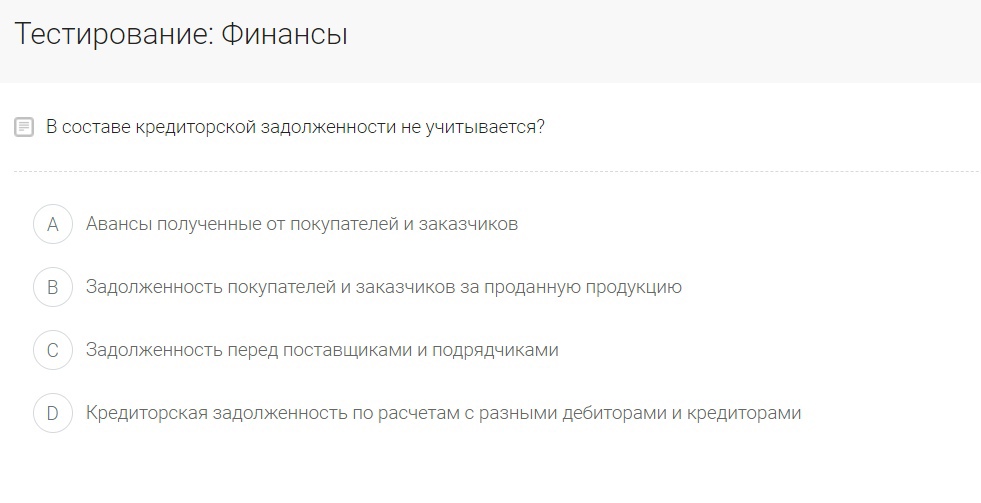 Тестирование: Финансы
В составе кредиторской задолженности не учитывается?
A Авансы полученные от покупателей и заказчиков
B Задолженность покупателей и заказчиков за проданную продукцию
C Задолженность перед поставщиками и подрядчиками
D Кредиторская задолженность по расчетам с разными дебиторами и кредиторами